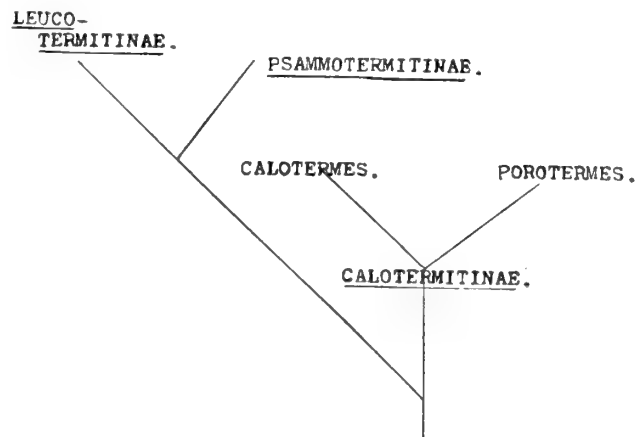 LEUCO-
TERMITINAE.
PSAMMOTERMITINAE.
CALOTERMES.
POROTERMES.
CALOTERMITINAE.